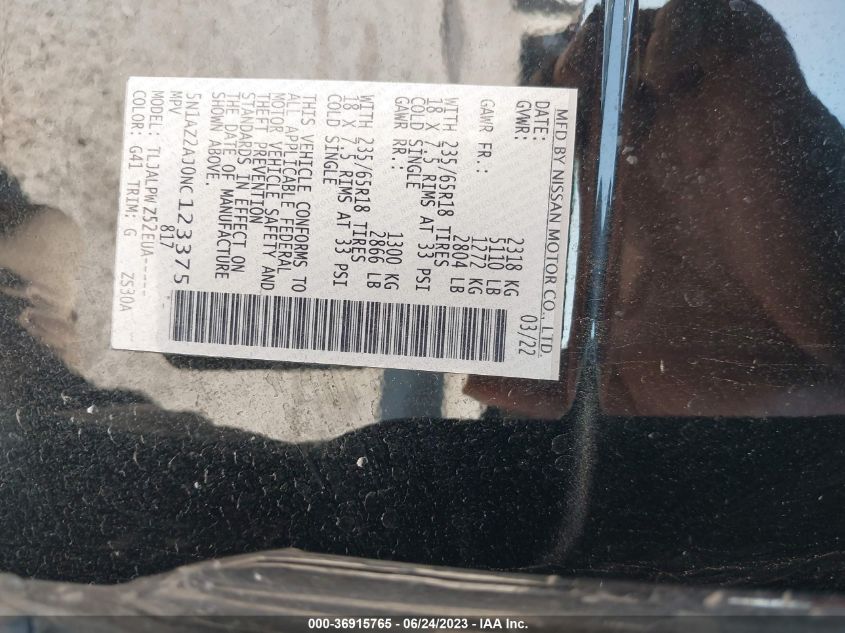 MFD BY NISSAN MOTOR CO., LTD.
DATE: 03/22
GVWR: 2318 KG
5110 LB
GAWR FR.: 1272 KG
2804 LB
WITH 235/65R18 TIRES
18 X 7.5 RIMS AT 33 PSI
COLD SINGLE
GAWR RR.: 1300 KG
2866 LB
WITH 235/65R18 TIRES
18 X 7.5 RIMS AT 33 PSI
COLD SINGLE
THIS VEHICLE CONFORMS TO
ALL APPLICABLE FEDERAL
MOTOR VEHICLE SAFETY AND
THEFT PREVENTION
STANDARDS IN EFFECT ON
THE DATE OF MANUFACTURE
SHOWN ABOVE.
5N1AZ2AJ0NC123375
MPV 817
MODEL: TLJALPWZ52EUA-----
COLOR: G41 TRIM: G ZS30A
000-36915765 - 06/24/2023 - IAA Inc.